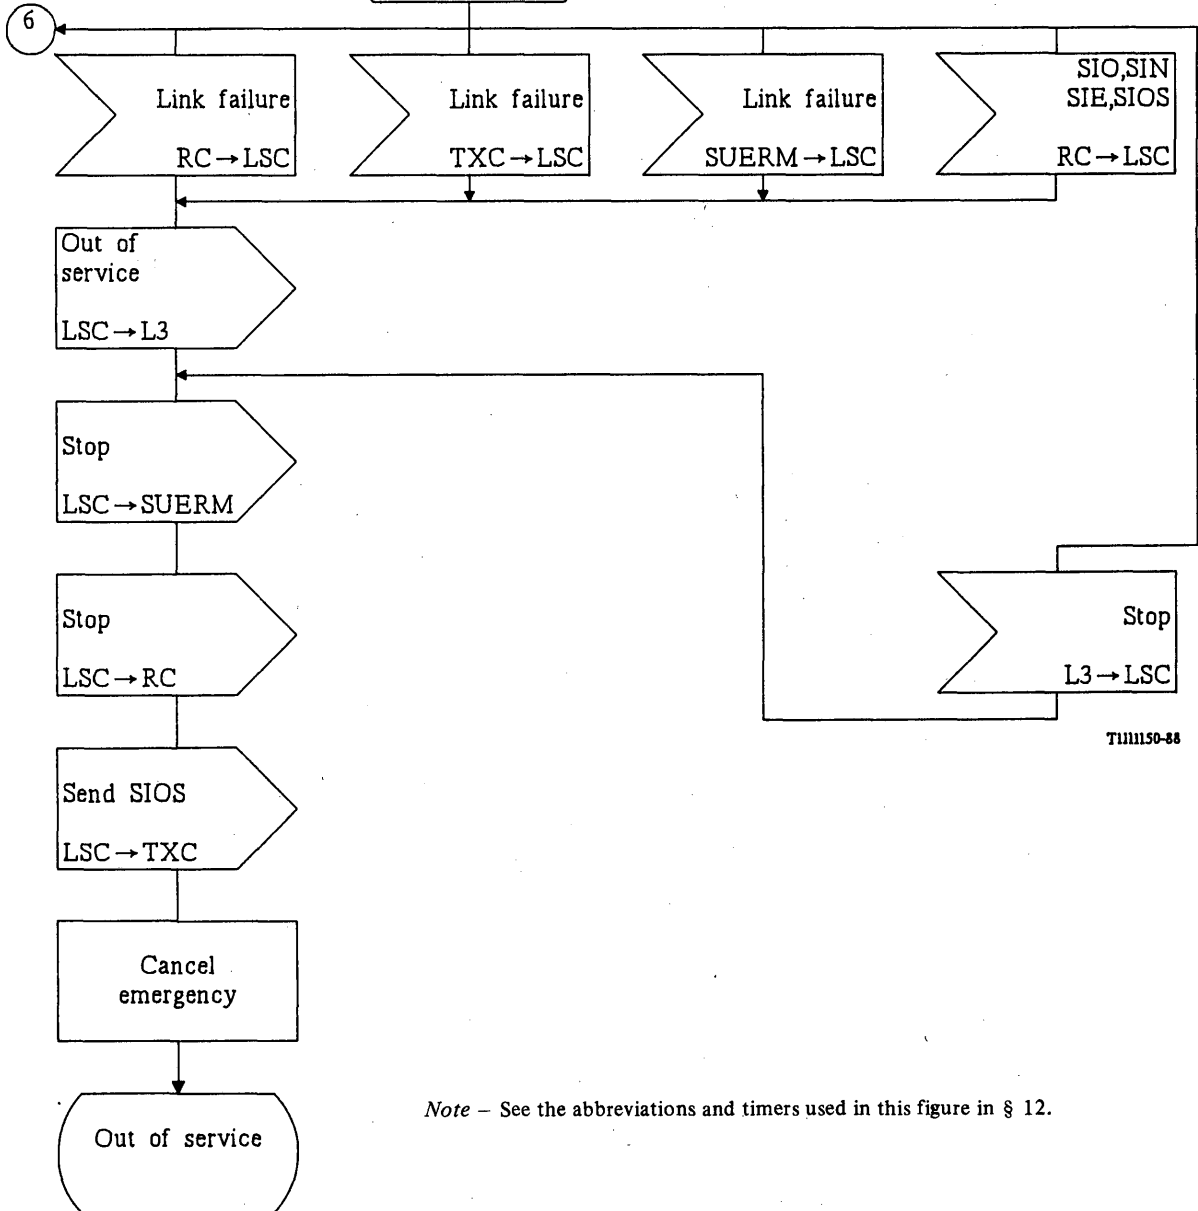 6
Link failure
RC→LSC
Link failure
TXC→LSC
Link failure
SUERM→LSC
SIO,SIN
SIE,SIOS
RC→LSC
Out of
service
LSC→L3
Stop
LSC→SUERM
Stop
LSC→RC
Stop
L3→LSC
T1111150-88
Send SIOS
LSC→TXC
Cancel
emergency
Note – See the abbreviations and timers used in this figure in § 12.
Out of service